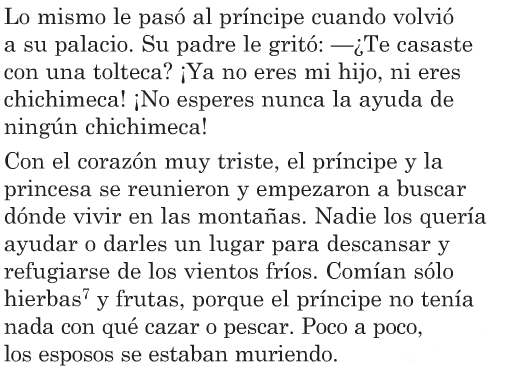 Lo mismo le pasó al príncipe cuando volvió
a su palacio. Su padre le gritó: —¿Te casaste
con una tolteca? ¡Ya no eres mi hijo, ni eres
chichimeca! ¡No esperes nunca la ayuda de
ningún chichimeca!
Con el corazón muy triste, el príncipe y la
princesa se reunieron y empezaron a buscar
dónde vivir en las montañas. Nadie los quería
ayudar o darles un lugar para descansar y
refugiarse de los vientos fríos. Comían sólo
hierbas⁷ y frutas, porque el príncipe no tenía
nada con qué cazar o pescar. Poco a poco,
los esposos se estaban muriendo.